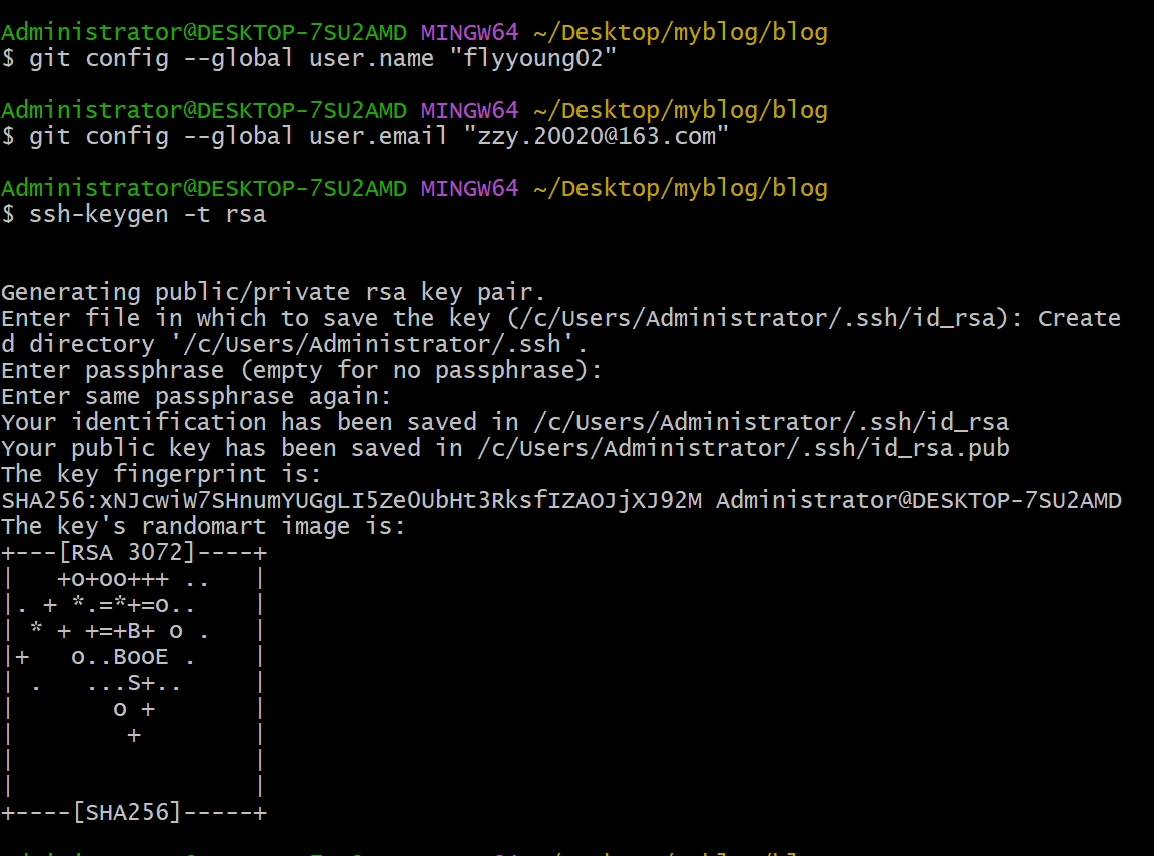 Administrator@DESKTOP-7SU2AMD MINGW64 ~/Desktop/myblog/blog
$ git config --global user.name "flyyoung02"
Administrator@DESKTOP-7SU2AMD MINGW64 ~/Desktop/myblog/blog
$ git config --global user.email "zzy.20020@163.com"
Administrator@DESKTOP-7SU2AMD MINGW64 ~/Desktop/myblog/blog
$ ssh-keygen -t rsa
Generating public/private rsa key pair.
Enter file in which to save the key (/c/Users/Administrator/.ssh/id_rsa): Create
d directory '/c/Users/Administrator/.ssh'.
Enter passphrase (empty for no passphrase):
Enter same passphrase again:
Your identification has been saved in /c/Users/Administrator/.ssh/id_rsa
Your public key has been saved in /c/Users/Administrator/.ssh/id_rsa.pub
The key fingerprint is:
SHA256:xNJcwiW7SHnumYUGgLI5ZeOUbHt3RksfIZAOJjXJ92M Administrator@DESKTOP-7SU2AMD
The key's randomart image is:
+---[RSA 3072]----+
|   +o+oo+++ ..   |
|. + *.=*+=o..    |
| * + +=+B+ o .   |
|+   o..BooE .    |
| .   ...S+..     |
|       o +       |
|        +        |
|                 |
|                 |
+----[SHA256]-----+